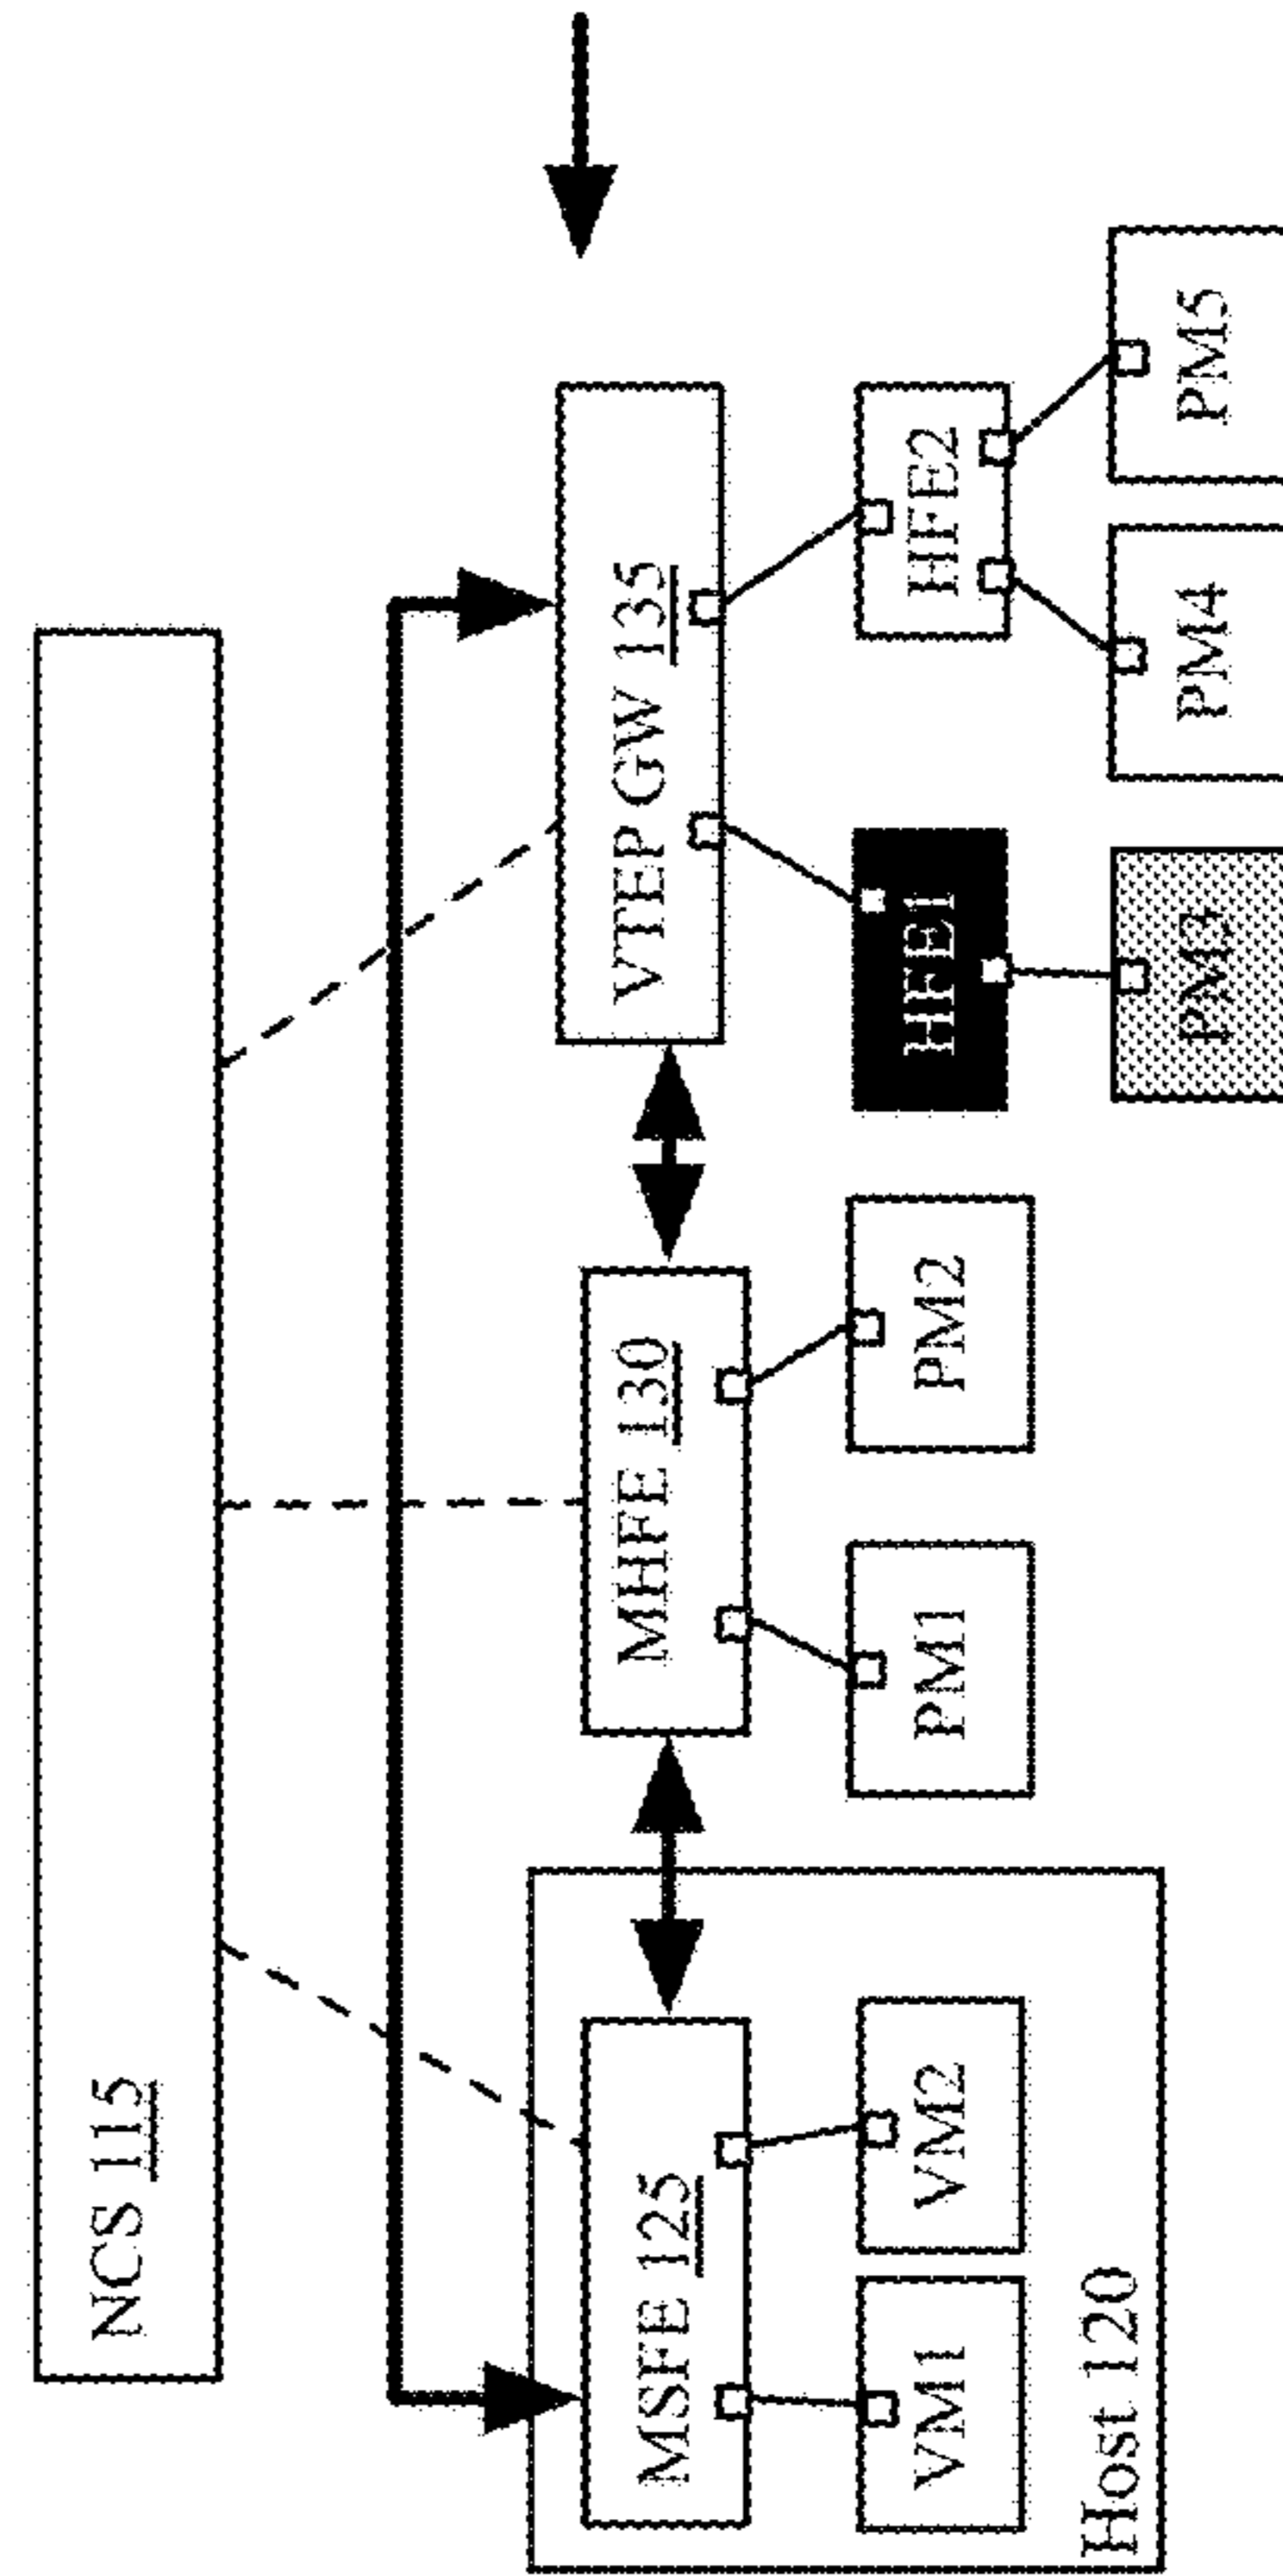 NCS 115
MSFE 125
MHFE 130
VTEP GW 135
VM1
VM2
PM1
PM2
HFE1
HFE2
Host 120
PM3
PM4
PM5